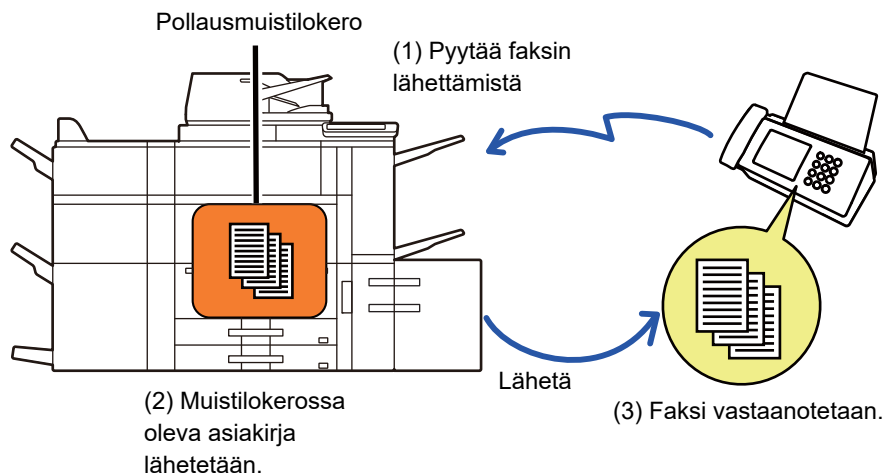 Pollausmuistilokero
(1) Pyytää faksin
lähettämistä
Lähetä
(2) Muistilokerossa
oleva asiakirja
lähetetään.
(3) Faksi vastaanotetaan.